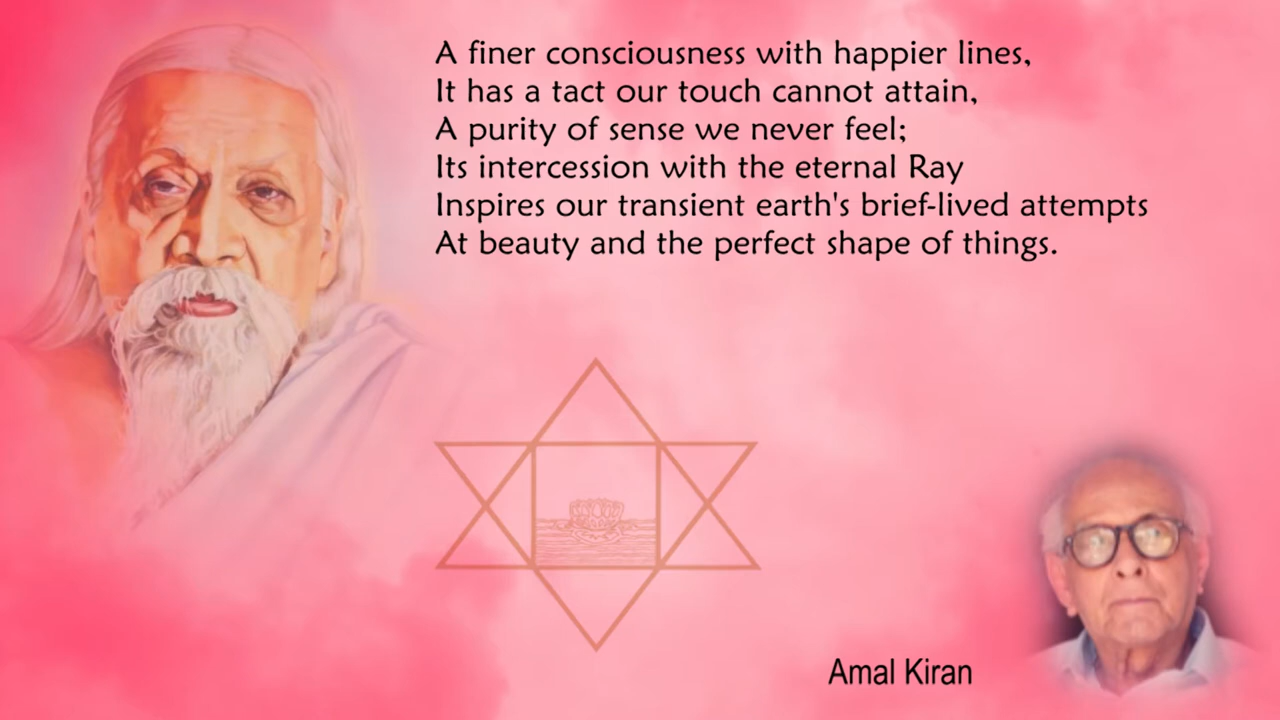 A finer consciousness with happier lines,
It has a tact our touch cannot attain,
A purity of sense we never feel;
Its intercession with the eternal Ray
Inspires our transient earth's brief-lived attempts
At beauty and the perfect shape of things.
Amal Kiran